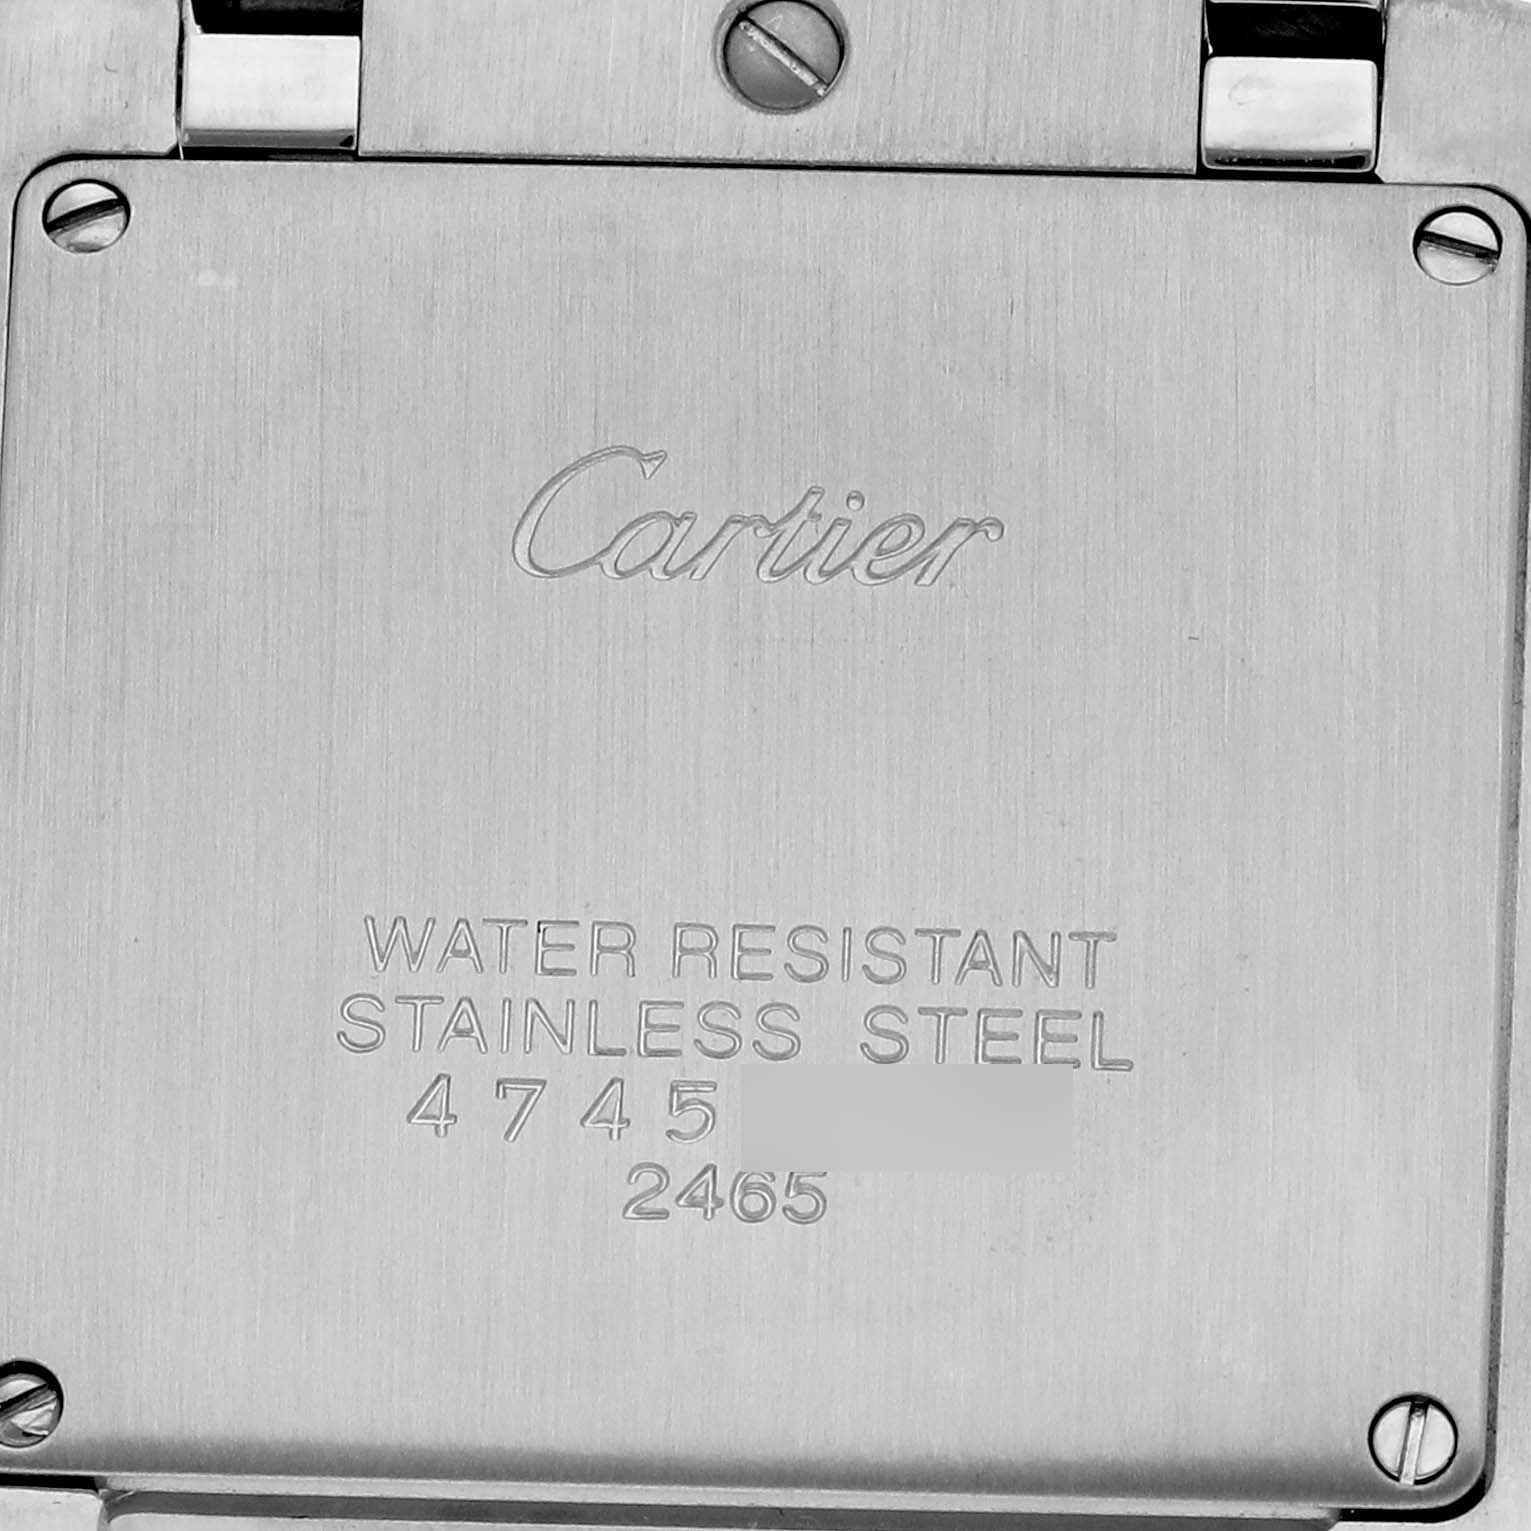 Cartier
WATER RESISTANT
STAINLESS STEEL
4745
2465